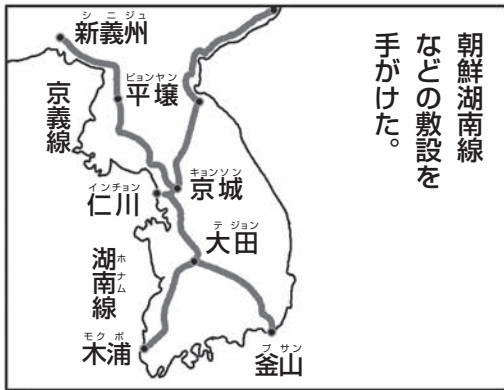 朝鮮湖南線
などの敷設を
手がけた。
シニジュ
新義州
ピョンヤン
平壌
京義線
キョンソン
京城
インチョン
仁川
テジョン
大田
ホナム
湖南線
モクポ
木浦
プサン
釜山